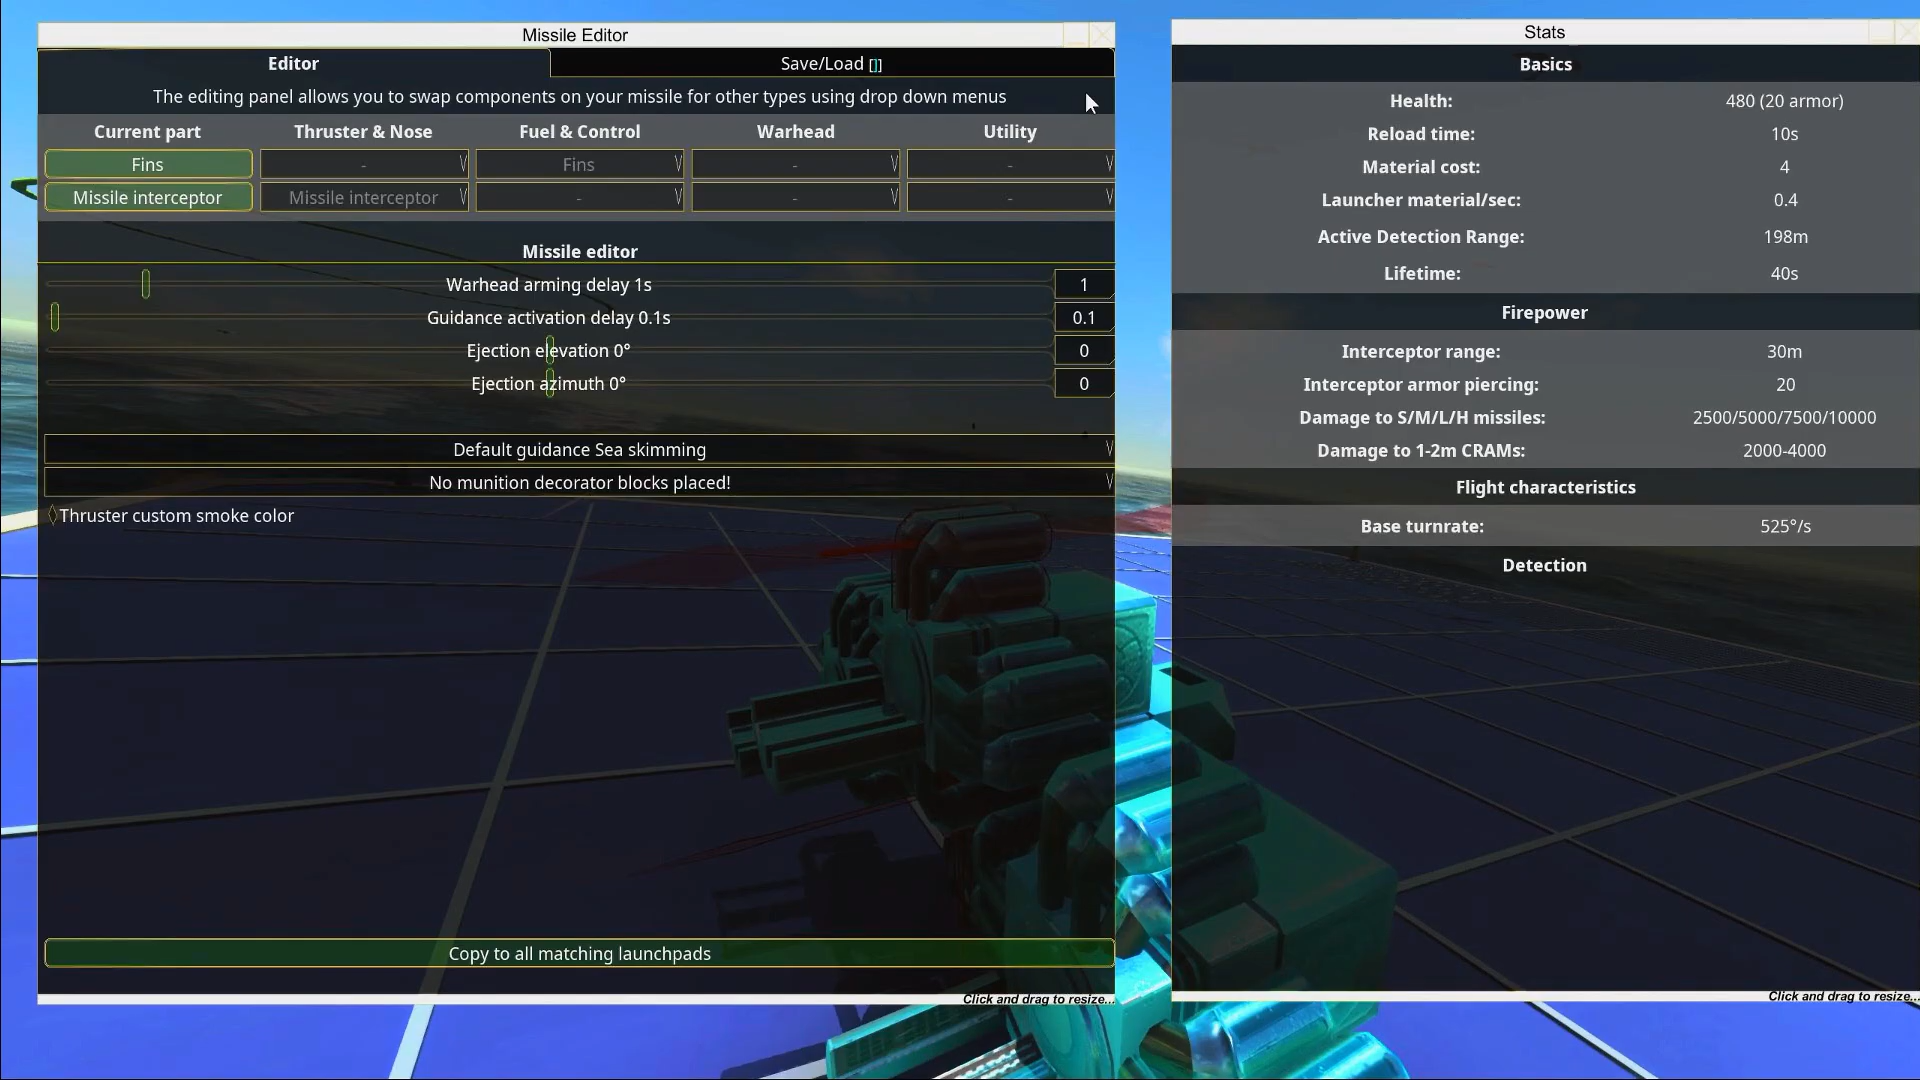 Missile Editor
Editor
Save/Load []
The editing panel allows you to swap components on your missile for other types using drop down menus
Current part Thruster & Nose Fuel & Control Warhead Utility
Fins - Fins - -
Missile interceptor Missile interceptor - - -
Missile editor
Warhead arming delay 1s 1
Guidance activation delay 0.1s 0.1
Ejection elevation 0° 0
Ejection azimuth 0° 0
Default guidance Sea skimming
No munition decorator blocks placed!
Thruster custom smoke color
Copy to all matching launchpads
Click and drag to resize...
Stats
Basics
Health: 480 (20 armor)
Reload time: 10s
Material cost: 4
Launcher material/sec: 0.4
Active Detection Range: 198m
Lifetime: 40s
Firepower
Interceptor range: 30m
Interceptor armor piercing: 20
Damage to S/M/L/H missiles: 2500/5000/7500/10000
Damage to 1-2m CRAMs: 2000-4000
Flight characteristics
Base turnrate: 525°/s
Detection
Click and drag to resize...